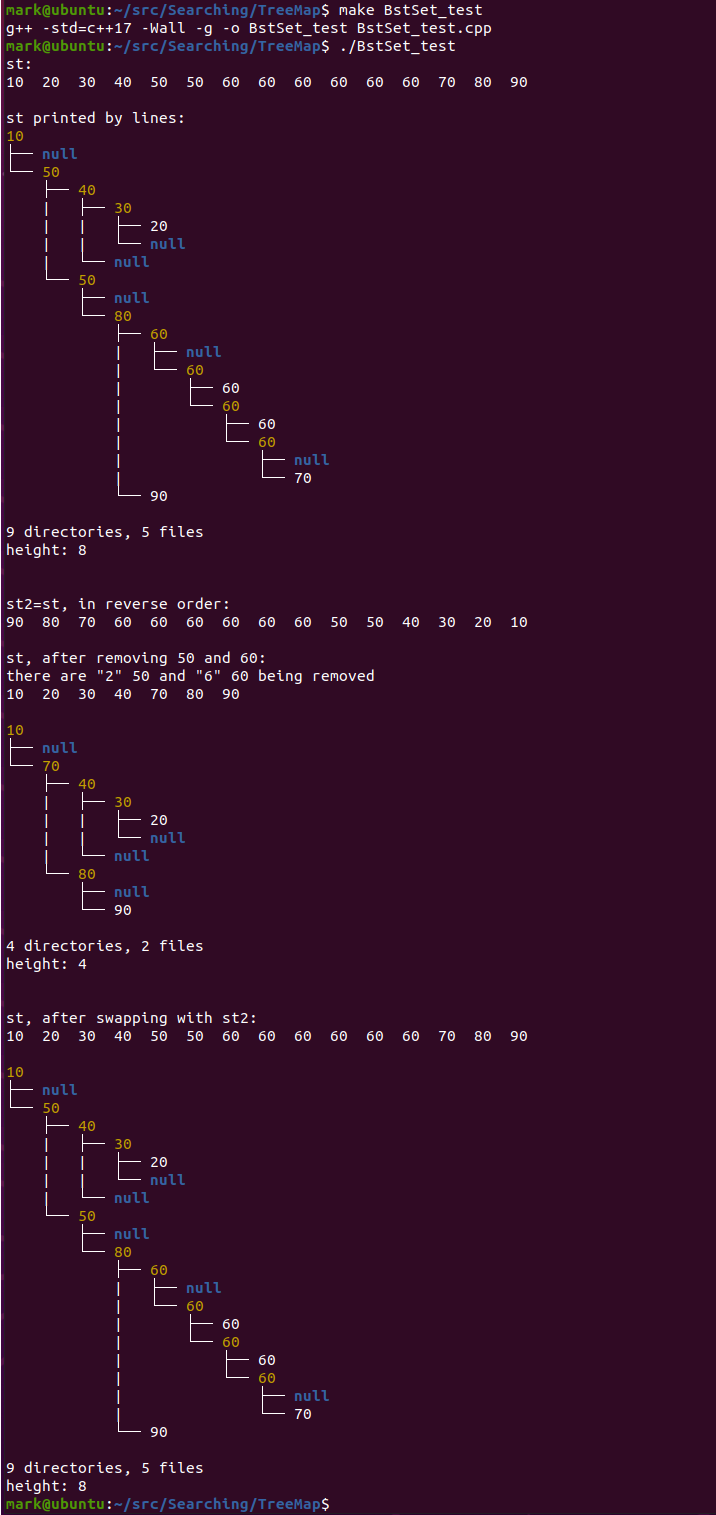 mark@ubuntu:~/src/Searching/TreeMap$ make BstSet_test
g++ -std=c++17 -Wall -g -o BstSet_test BstSet_test.cpp
mark@ubuntu:~/src/Searching/TreeMap$ ./BstSet_test
st:
10  20  30  40  50  50  60  60  60  60  60  60  70  80  90

st printed by lines:
10
├── null
└── 50
    ├── 40
    |   ├── 30
    |   |   ├── 20
    |   |   └── null
    |   └── null
    └── 50
        ├── null
        └── 80
            ├── 60
            |   ├── null
            |   └── 60
            |       ├── 60
            |       └── 60
            |           ├── 60
            |           └── 60
            |               ├── null
            |               └── 70
            └── 90

9 directories, 5 files
height: 8


st2=st, in reverse order:
90  80  70  60  60  60  60  60  60  50  50  40  30  20  10

st, after removing 50 and 60:
there are "2" 50 and "6" 60 being removed
10  20  30  40  70  80  90

10
├── null
└── 70
    ├── 40
    |   ├── 30
    |   |   ├── 20
    |   |   └── null
    |   └── null
    └── 80
        ├── null
        └── 90

4 directories, 2 files
height: 4


st, after swapping with st2:
10  20  30  40  50  50  60  60  60  60  60  60  70  80  90

10
├── null
└── 50
    ├── 40
    |   ├── 30
    |   |   ├── 20
    |   |   └── null
    |   └── null
    └── 50
        ├── null
        └── 80
            ├── 60
            |   ├── null
            |   └── 60
            |       ├── 60
            |       └── 60
            |           ├── 60
            |           └── 60
            |               ├── null
            |               └── 70
            └── 90

9 directories, 5 files
height: 8
mark@ubuntu:~/src/Searching/TreeMap$